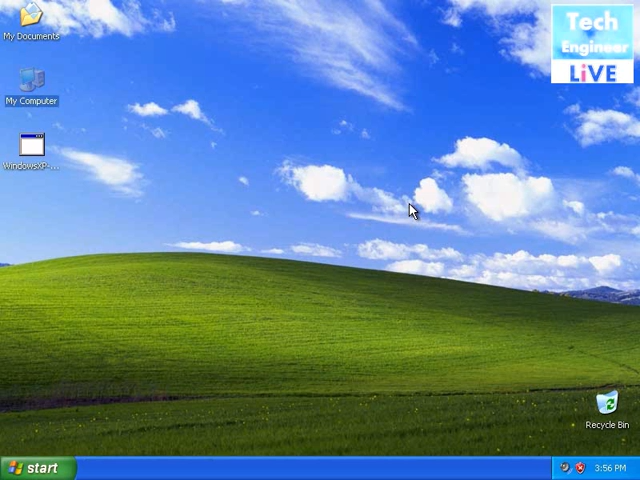 My Documents
My Computer
WindowsXP-...
Tech
Engineer
LiVE
Recycle Bin
start
3:56 PM